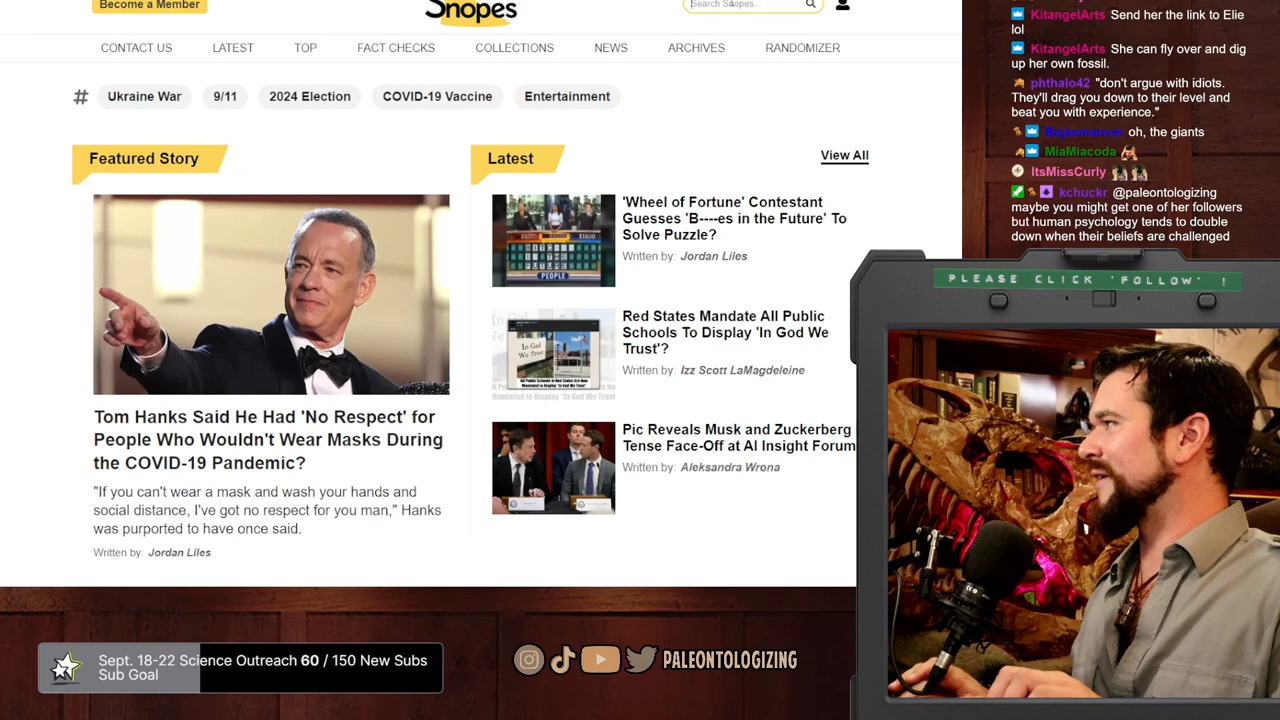 Become a Member
Snopes
Search Snopes...
CONTACT US
LATEST
TOP
FACT CHECKS
COLLECTIONS
NEWS
ARCHIVES
RANDOMIZER
#
Ukraine War
9/11
2024 Election
COVID-19 Vaccine
Entertainment
Featured Story
Tom Hanks Said He Had 'No Respect' for
People Who Wouldn't Wear Masks During
the COVID-19 Pandemic?
"If you can't wear a mask and wash your hands and
social distance, I've got no respect for you man," Hanks
was purported to have once said.
Written by: Jordan Liles
Latest
View All
'Wheel of Fortune' Contestant
Guesses 'B----es in the Future' To
Solve Puzzle?
Written by: Jordan Liles
PEOPLE
Red States Mandate All Public
Schools To Display 'In God We
Trust'?
Written by: Izz Scott LaMagdeleine
Pic Reveals Musk and Zuckerberg
Tense Face-Off at AI Insight Forum
Written by: Aleksandra Wrona
KitangelArts Send her the link to Elie
lol
KitangelArts She can fly over and dig
up her own fossil.
phthalo42 "don't argue with idiots.
They'll drag you down to their level and
beat you with experience."
Bajasmancer oh, the giants
MiaMiacoda
ItsMissCurly
kchuckr @paleontologizing
maybe you might get one of her followers
but human psychology tends to double
down when their beliefs are challenged
PLEASE CLICK 'FOLLOW' !
Sept. 18-22 Science Outreach 60 / 150 New Subs
Sub Goal
PALEONTOLOGIZING